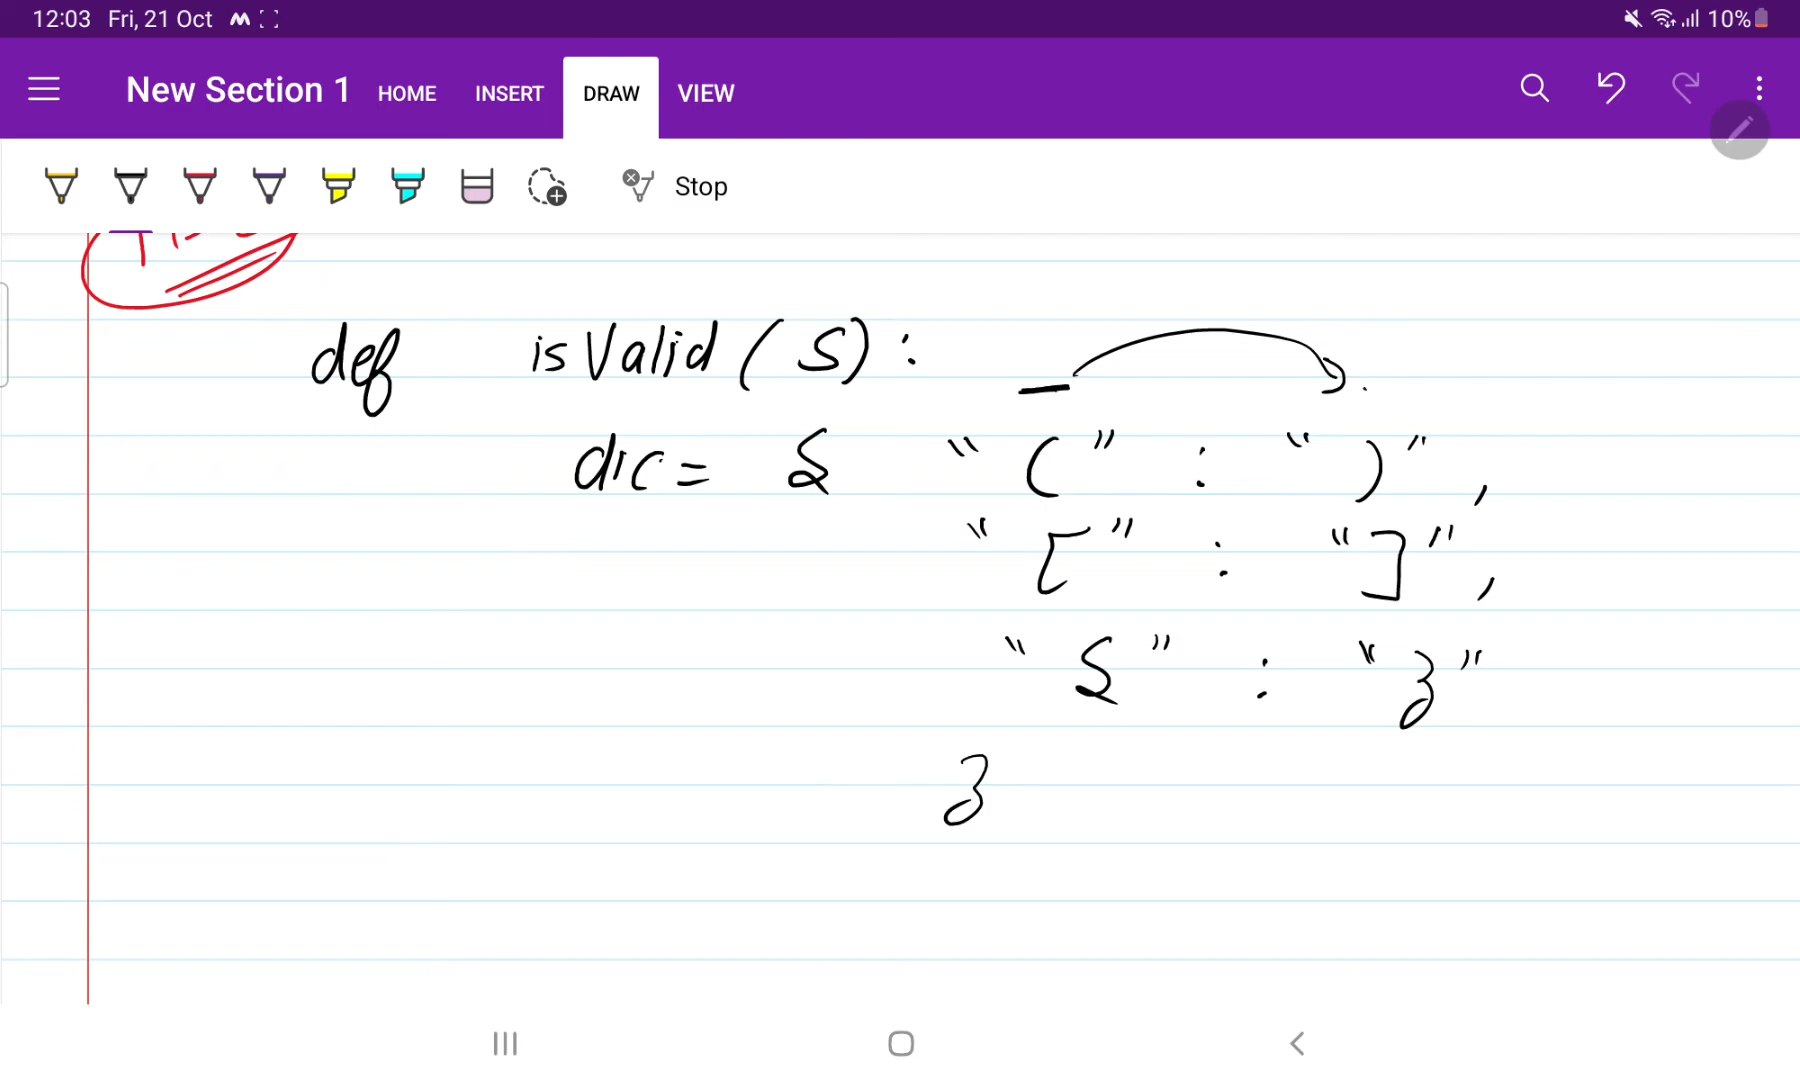 12:03 Fri, 21 Oct 10%
New Section 1 HOME INSERT DRAW VIEW
Stop
def isValid(S):
dic= { "(" : ")",
"[" : "]",
"{" : "}"
}